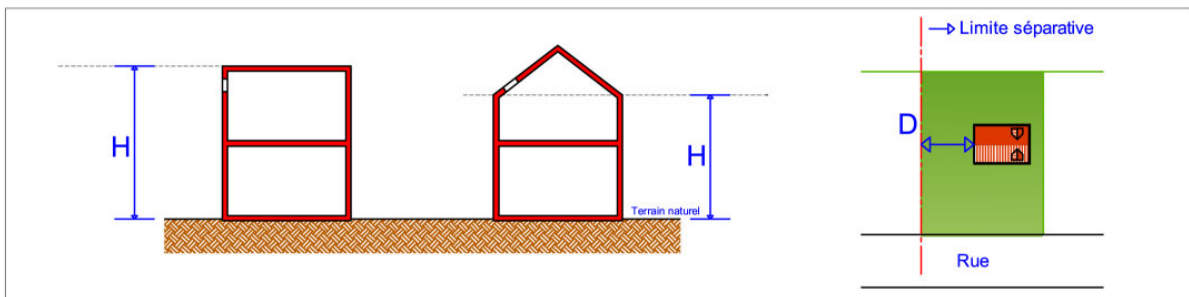 Limite séparative
H
H
D
Terrain naturel
Rue